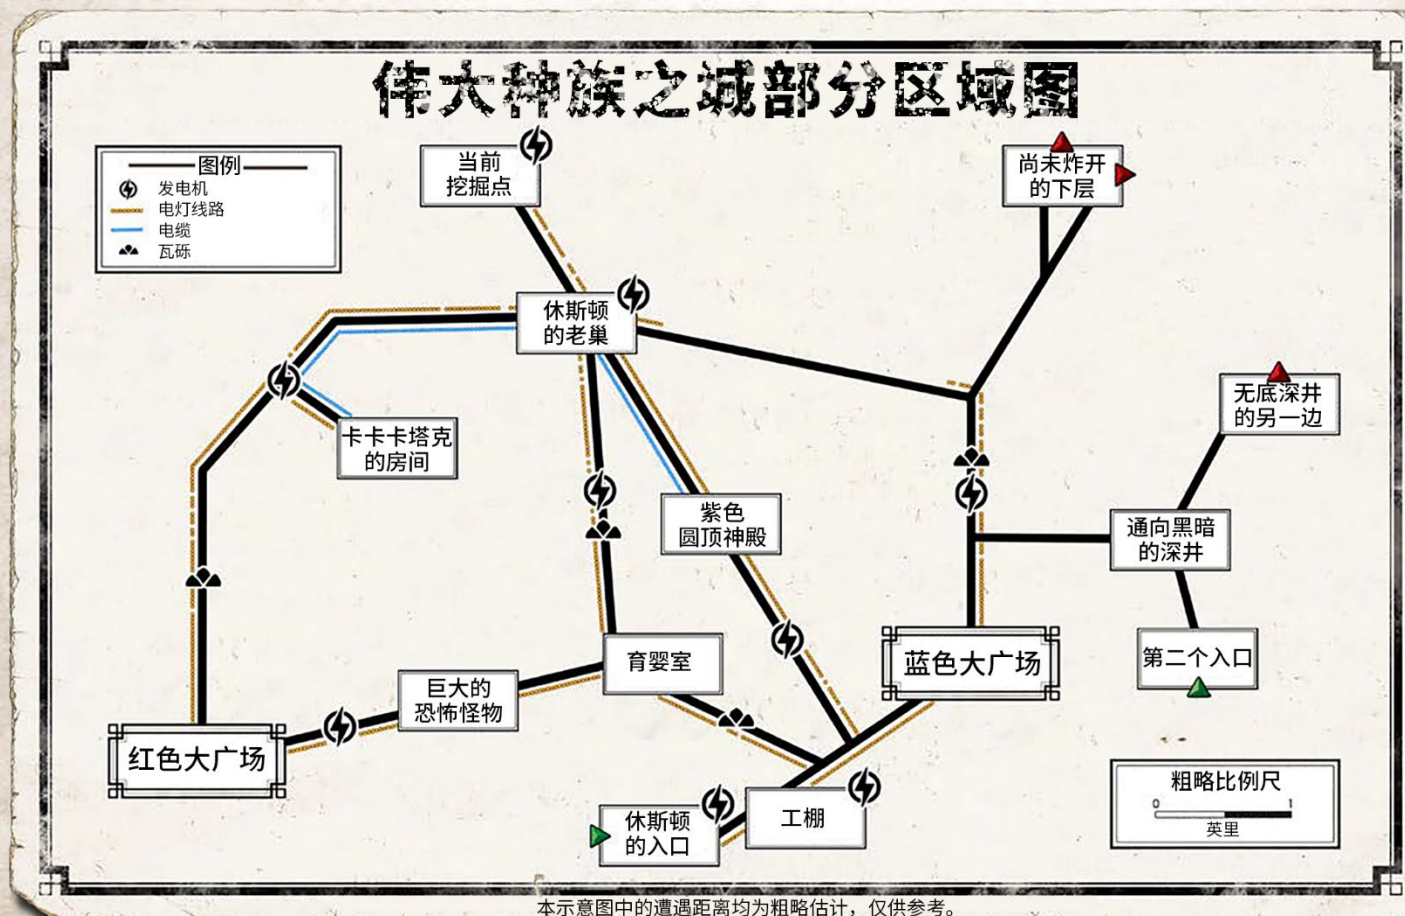 伟大种族之城部分区域图
图例
发电机
电灯线路
电缆
瓦砾
当前
挖掘点
尚未炸开
的下层
休斯顿
的老巢
无底深井
的另一边
卡卡卡塔克
的房间
紫色
圆顶神殿
通向黑暗
的深井
育婴室
蓝色大广场
第二个入口
巨大的
恐怖怪物
红色大广场
休斯顿
的入口
工棚
粗略比例尺
0 1
英里
本示意图中的遭遇距离均为粗略估计，仅供参考。